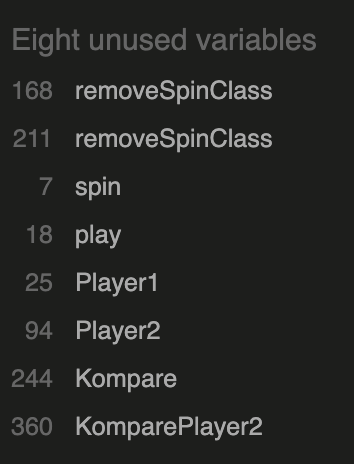 Eight unused variables
168 removeSpinClass
211 removeSpinClass
7 spin
18 play
25 Player1
94 Player2
244 Kompare
360 KomparePlayer2